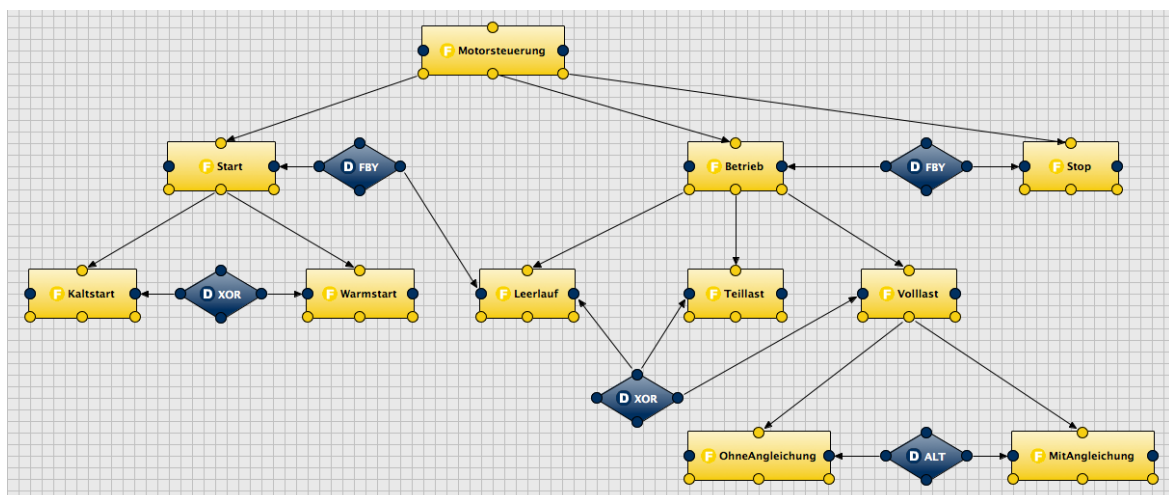 F Motorsteuerung
F Start
D FBY
F Betrieb
D FBY
F Stop
F Kaltstart
D XOR
F Warmstart
F Leerlauf
F Teillast
F Volllast
D XOR
F OhneAngleichung
D ALT
F MitAngleichung